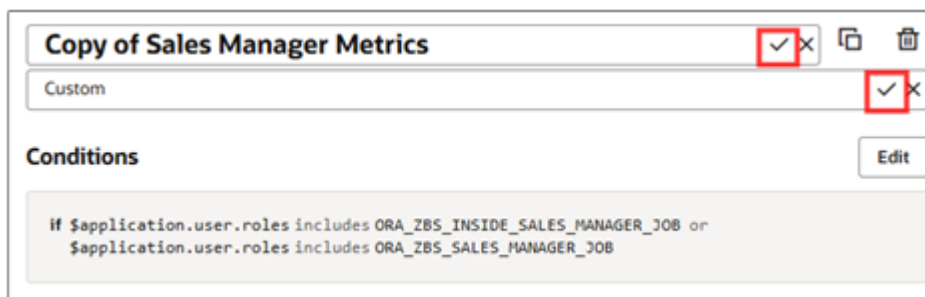 Copy of Sales Manager Metrics
Custom
Conditions
Edit
if $application.user.roles includes ORA_ZBS_INSIDE_SALES_MANAGER_JOB or
$application.user.roles includes ORA_ZBS_SALES_MANAGER_JOB